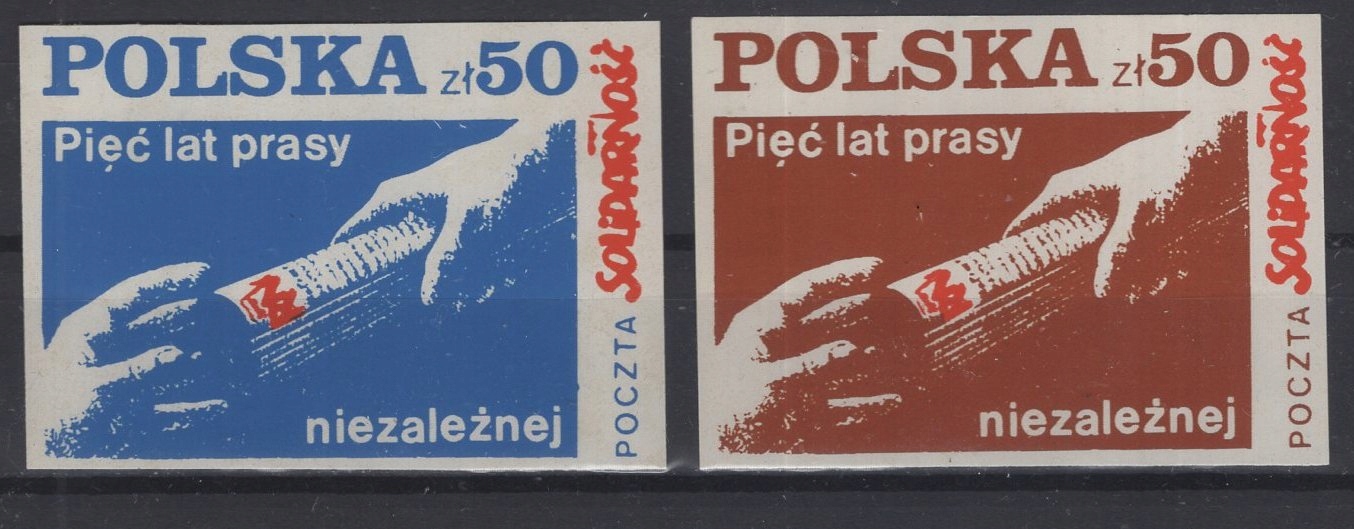 POLSKA zł50
Pięć lat prasy
niezależnej
POCZTA SOLIDARNOŚĆ
POLSKA zł50
Pięć lat prasy
niezależnej
POCZTA SOLIDARNOŚĆ